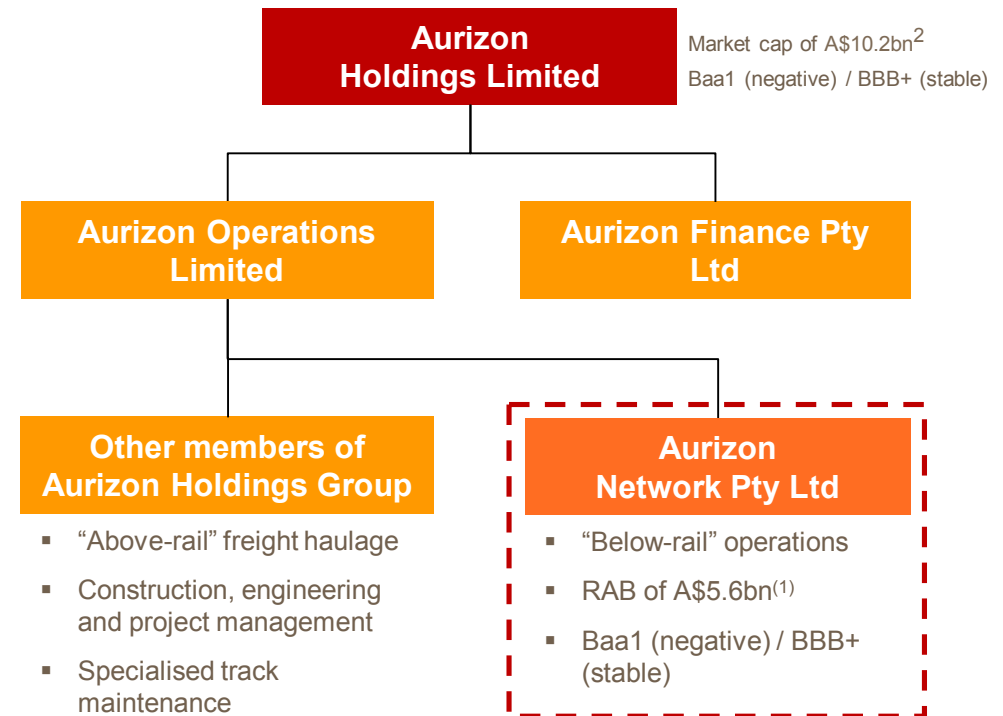 Aurizon
Holdings Limited
Market cap of A$10.2bn2
Baa1 (negative) / BBB+ (stable)
Aurizon Operations
Limited
Aurizon Finance Pty
Ltd
Other members of
Aurizon Holdings Group
▪ “Above-rail” freight haulage
▪ Construction, engineering
and project management
▪ Specialised track
maintenance
Aurizon
Network Pty Ltd
▪ “Below-rail” operations
▪ RAB of A$5.6bn(1)
▪ Baa1 (negative) / BBB+
(stable)